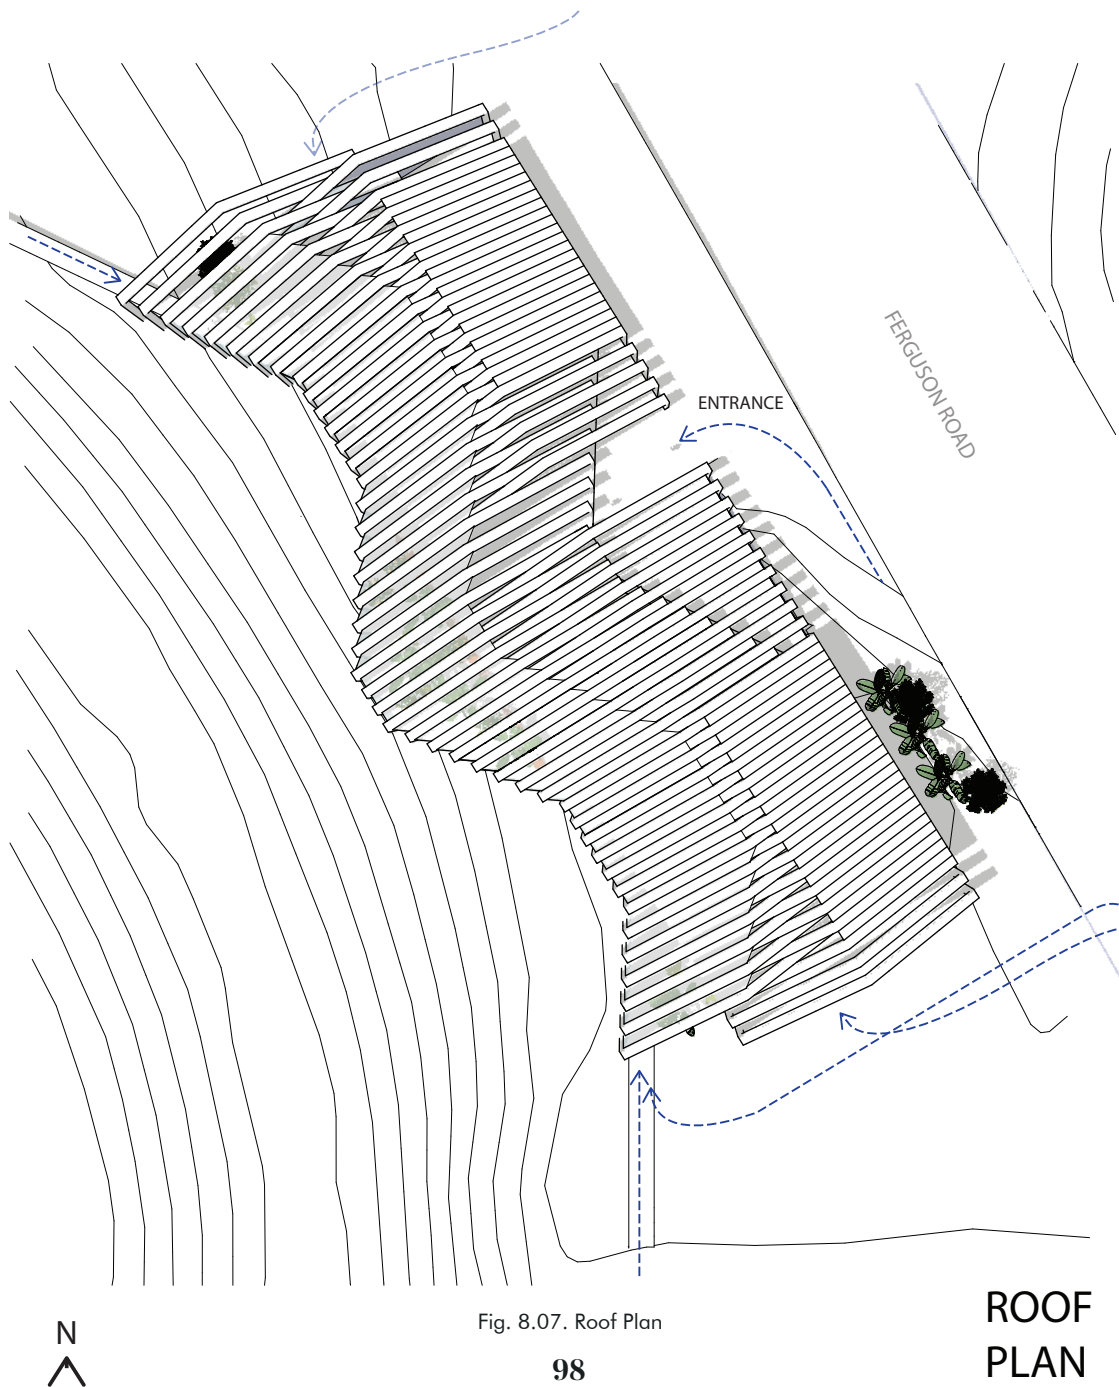 ENTRANCE
FERGUSON ROAD
N
Fig. 8.07. Roof Plan
98
ROOF
PLAN